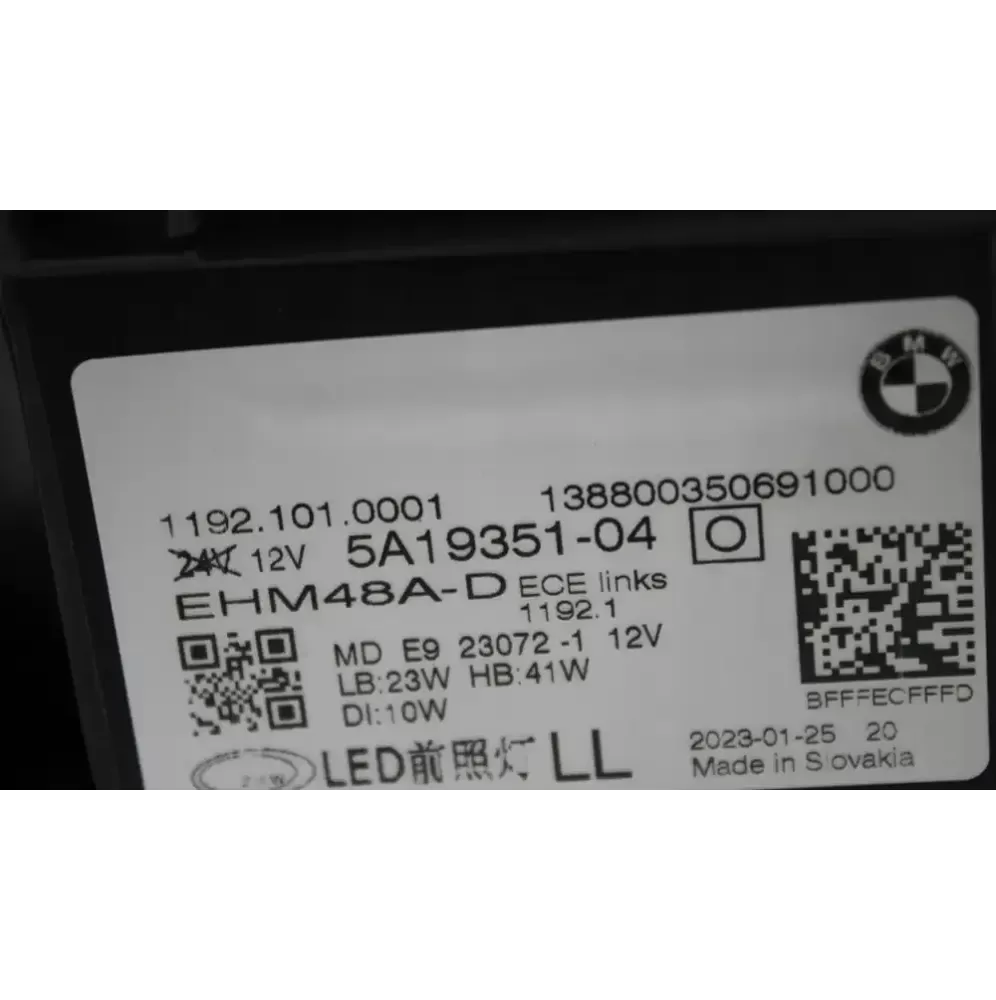 BMW
1192.101.0001 138800350691000
24V 12V 5A19351-04
EHM48A-D ECE links
1192.1
MD E9 23072-1 12V
LB:23W HB:41W
DI:10W
BFFFECFFFD
LED前照灯 LL
2023-01-25 20
Made in Slovakia